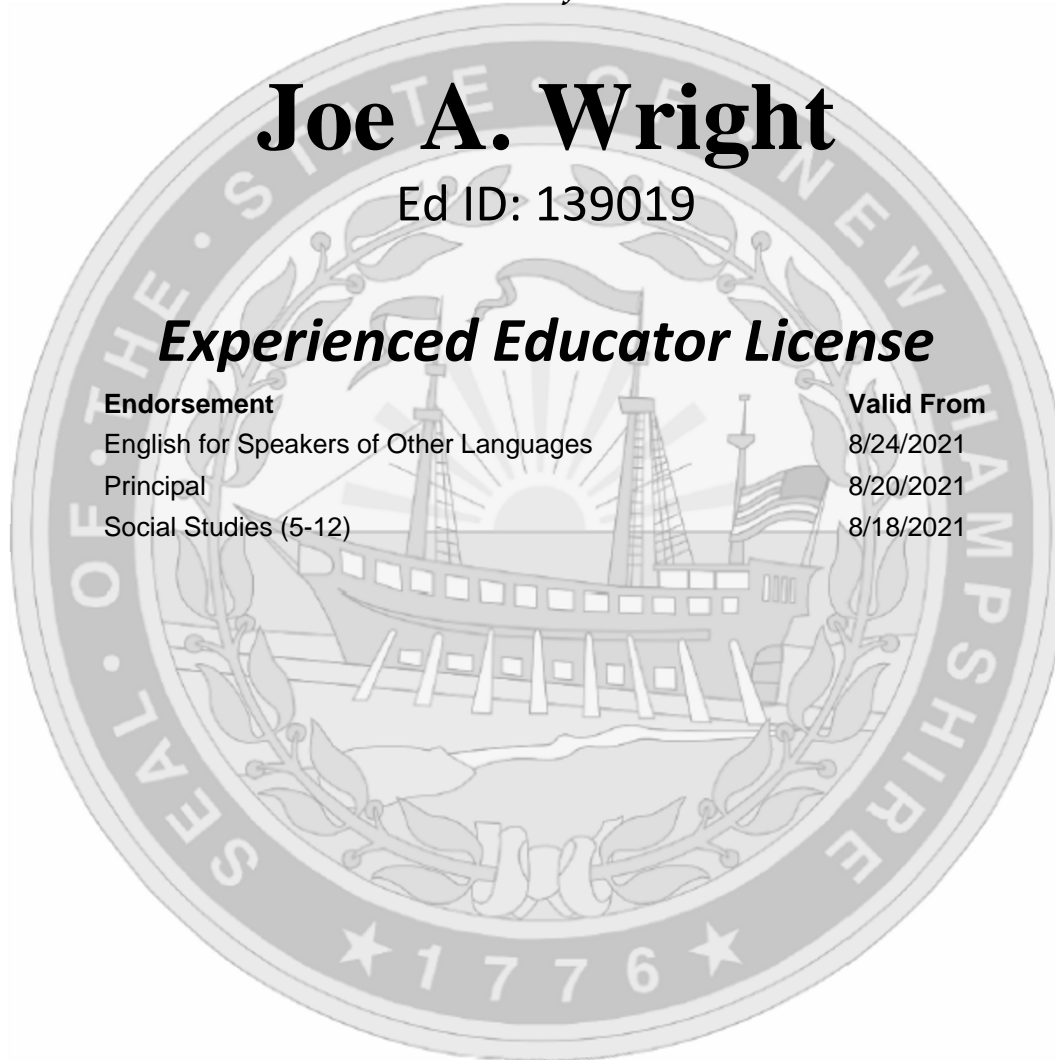 Joe A. Wright
Ed ID: 139019
Experienced Educator License
Endorsement Valid From
English for Speakers of Other Languages 8/24/2021
Principal 8/20/2021
Social Studies (5-12) 8/18/2021
SEAL · OF · THE · STATE · OF · NEW HAMPSHIRE
1776